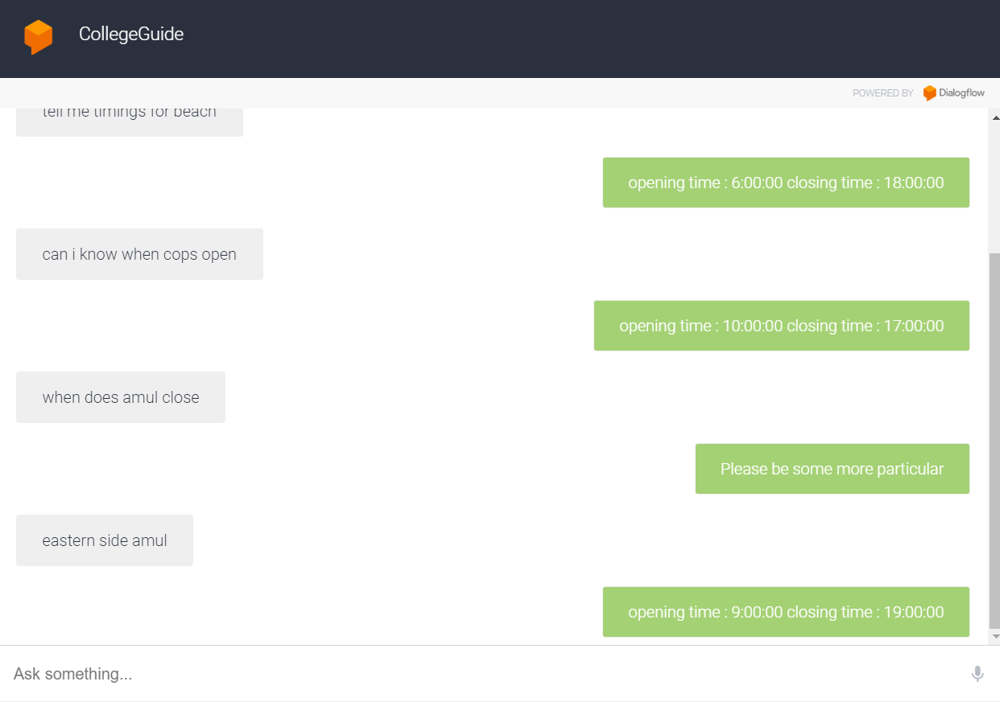 CollegeGuide
POWERED BY Dialogflow
tell me timings for beach
opening time : 6:00:00 closing time : 18:00:00
can i know when cops open
opening time : 10:00:00 closing time : 17:00:00
when does amul close
Please be some more particular
eastern side amul
opening time : 9:00:00 closing time : 19:00:00
Ask something...